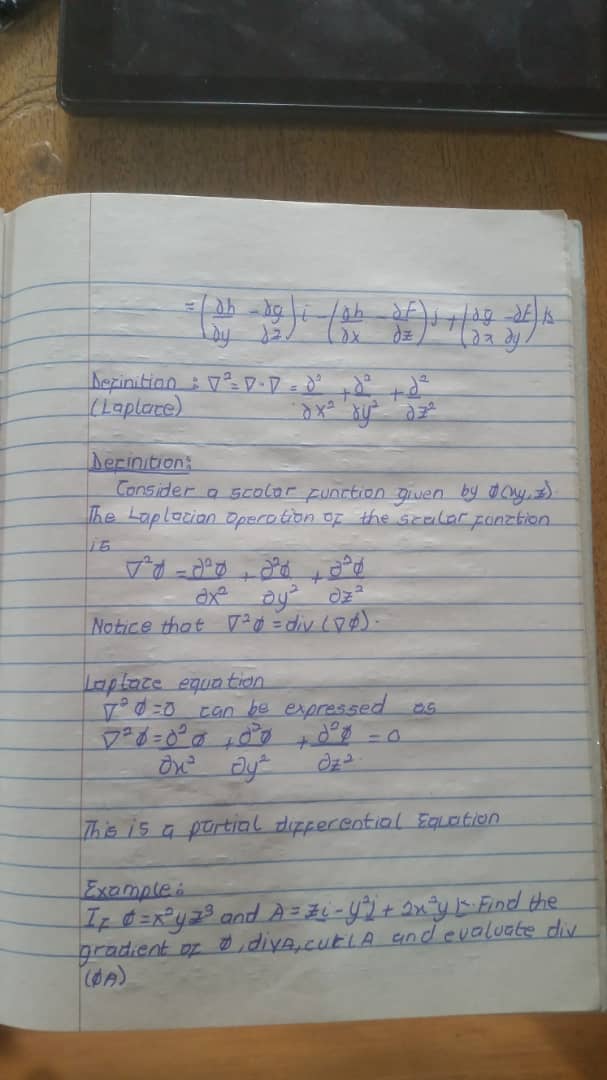 = (∂h/∂y - ∂g/∂z) i - (∂h/∂x - ∂f/∂z) j + (∂g/∂x - ∂f/∂y) k
Definition : ∇² = ∇·∇ = ∂²/∂x² + ∂²/∂y² + ∂²/∂z²
(Laplace)
Definition:
Consider a scalar function given by ϕ(x,y,z).
The Laplacian Operation of the scalar function
is
∇²ϕ = ∂²ϕ/∂x² + ∂²ϕ/∂y² + ∂²ϕ/∂z²
Notice that ∇²ϕ = div (∇ϕ).
Laplace equation
∇²ϕ = 0 can be expressed as
∇²ϕ = ∂²ϕ/∂x² + ∂²ϕ/∂y² + ∂²ϕ/∂z² = 0
This is a partial differential Equation
Example:
If ϕ = x²yz³ and A = zi - y²j + 2x²y k. Find the
gradient of ϕ, divA, curlA and evaluate div
(ϕA)